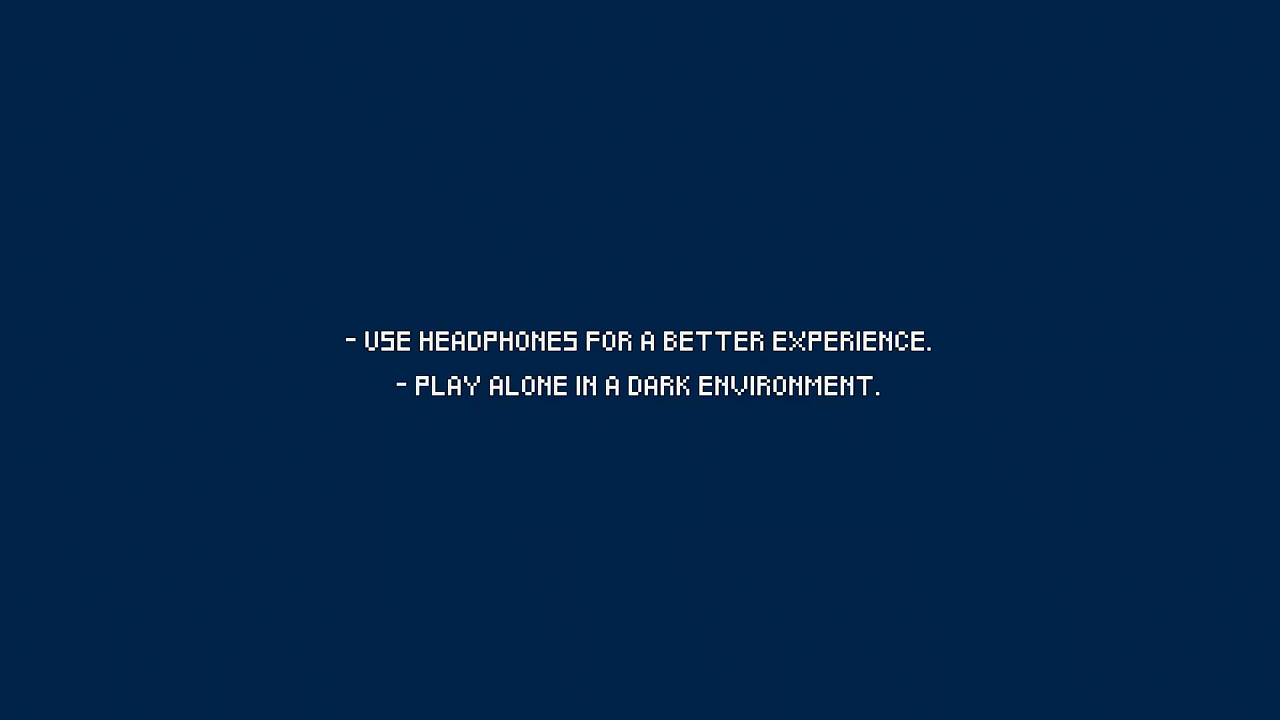 - USE HEADPHONES FOR A BETTER EXPERIENCE.
- PLAY ALONE IN A DARK ENVIRONMENT.